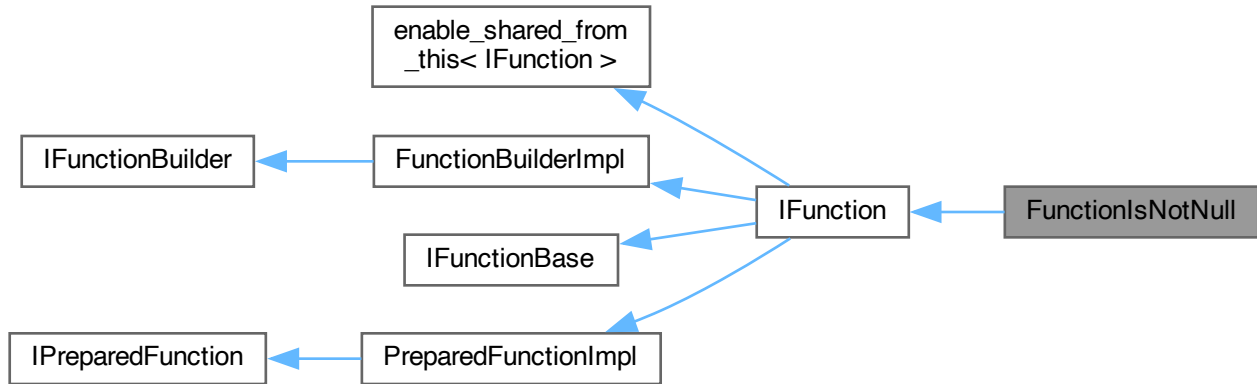 enable_shared_from
_this< IFunction >
IFunctionBuilder
FunctionBuilderImpl
IFunction
FunctionIsNotNull
IFunctionBase
IPreparedFunction
PreparedFunctionImpl